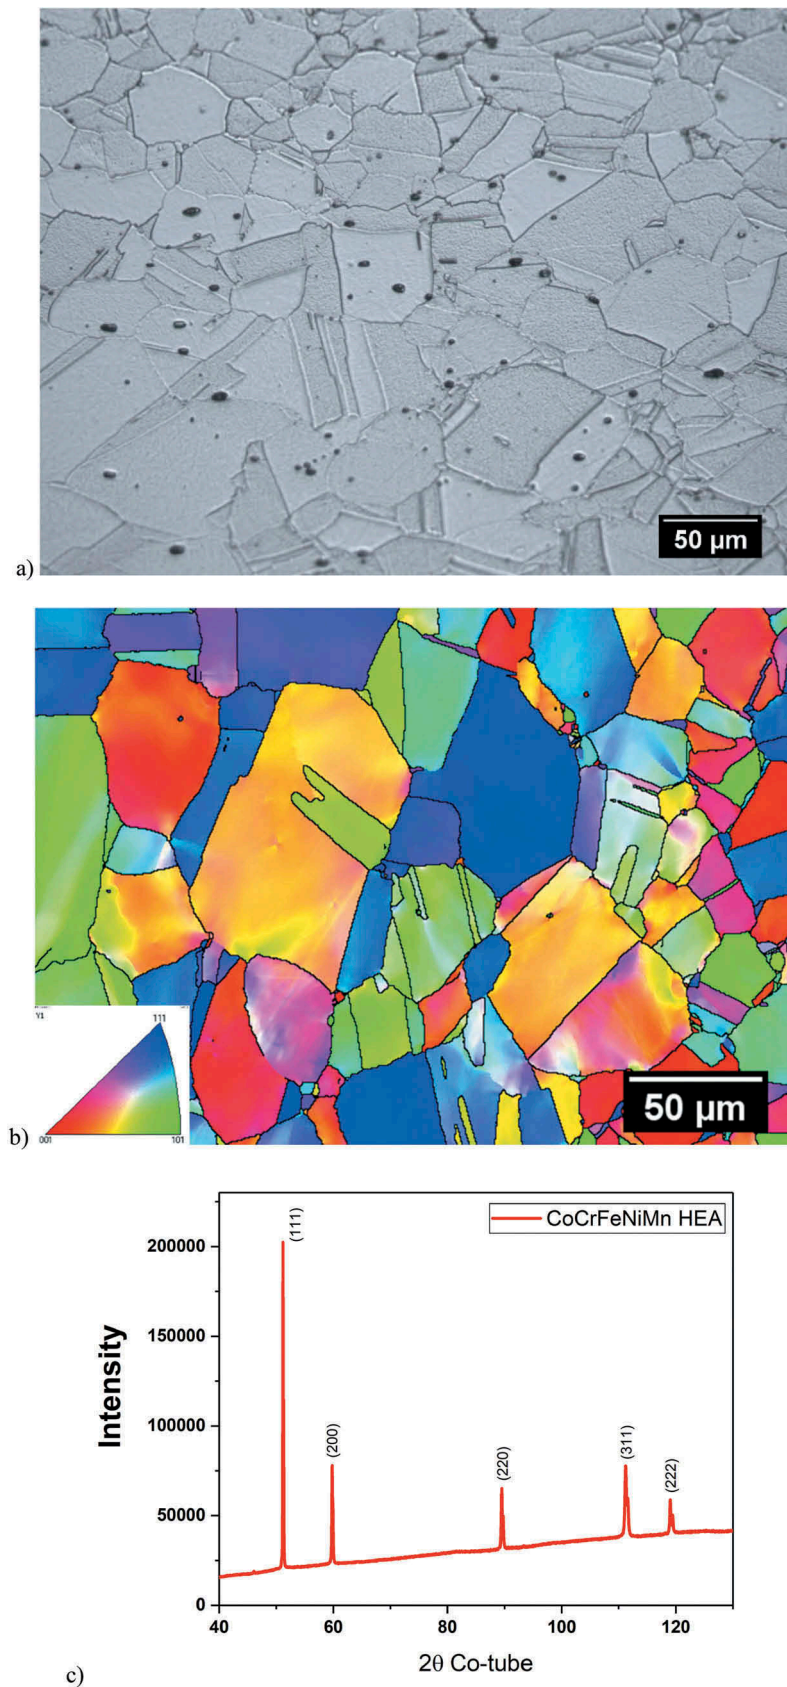 50 µm
a)
Y1
111
001
101
50 µm
b)
CoCrFeNiMn HEA
(111)
(200)
(220)
(311)
(222)
200000
150000
100000
50000
0
Intensity
40
60
80
100
120
2θ Co-tube
c)